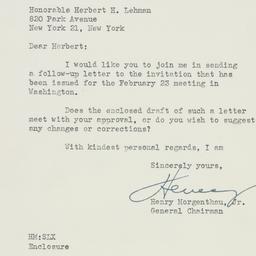 Honorable Herbert H. Lehman
820 Park Avenue
New York 21, New York
Dear Herbert:
I would like you to join me in sending
a follow-up letter to the invitation that has
been issued for the February 23 meeting in
Washington.
Does the enclosed draft of such a letter
meet with your approval, or do you wish to suggest
any changes or corrections?
With kindest personal regards, I am
Sincerely yours,
Henry
Henry Morgenthau, Jr.
General Chairman
HM:SLX
Enclosure